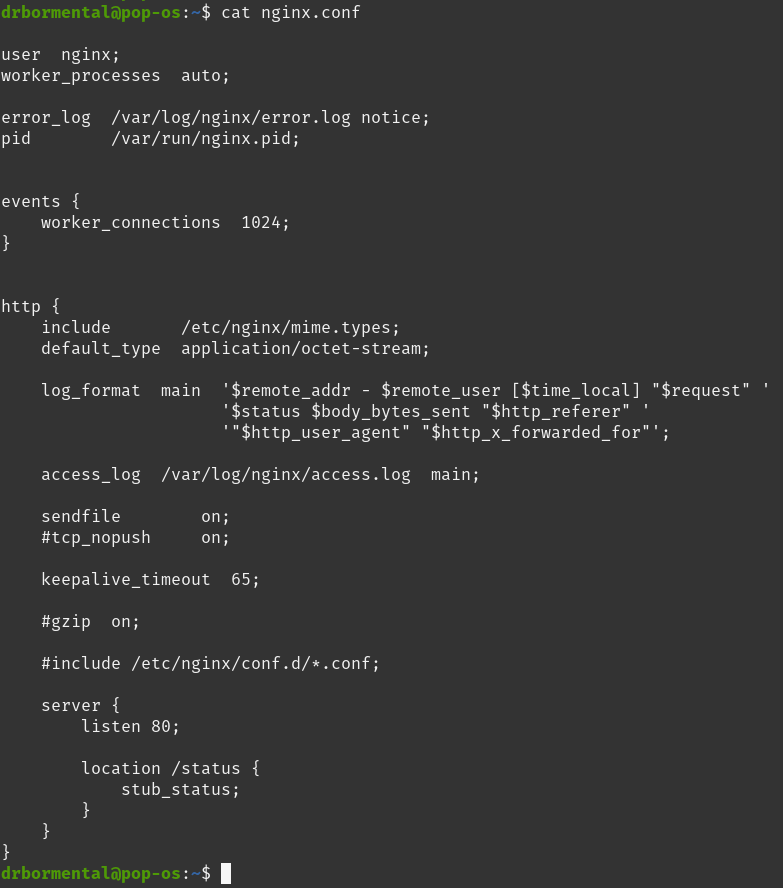 drbormental@pop-os:~$ cat nginx.conf
user  nginx;
worker_processes  auto;
error_log  /var/log/nginx/error.log notice;
pid        /var/run/nginx.pid;
events {
    worker_connections  1024;
}
http {
    include       /etc/nginx/mime.types;
    default_type  application/octet-stream;
    log_format  main  '$remote_addr - $remote_user [$time_local] "$request" '
                      '$status $body_bytes_sent "$http_referer" '
                      '"$http_user_agent" "$http_x_forwarded_for"';
    access_log  /var/log/nginx/access.log  main;
    sendfile        on;
    #tcp_nopush     on;
    keepalive_timeout  65;
    #gzip  on;
    #include /etc/nginx/conf.d/*.conf;
    server {
        listen 80;
        location /status {
            stub_status;
        }
    }
}
drbormental@pop-os:~$